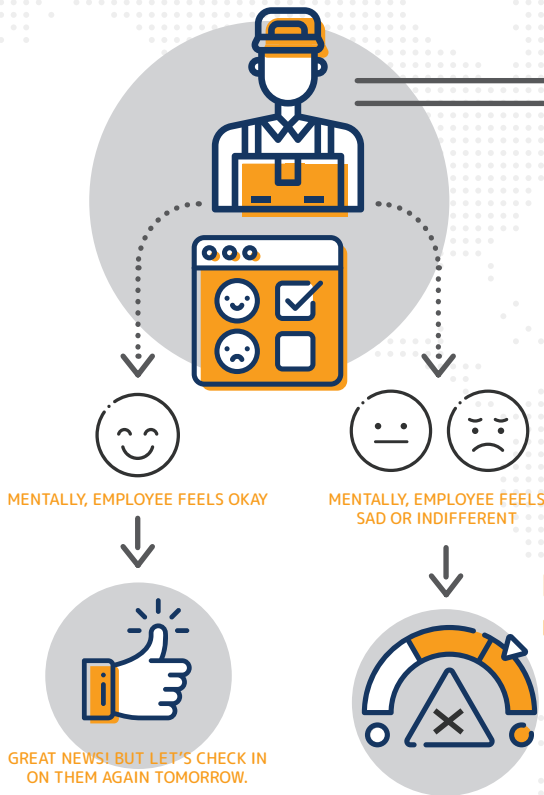 MENTALLY, EMPLOYEE FEELS OKAY
MENTALLY, EMPLOYEE FEELS
SAD OR INDIFFERENT
GREAT NEWS! BUT LET'S CHECK IN
ON THEM AGAIN TOMORROW.